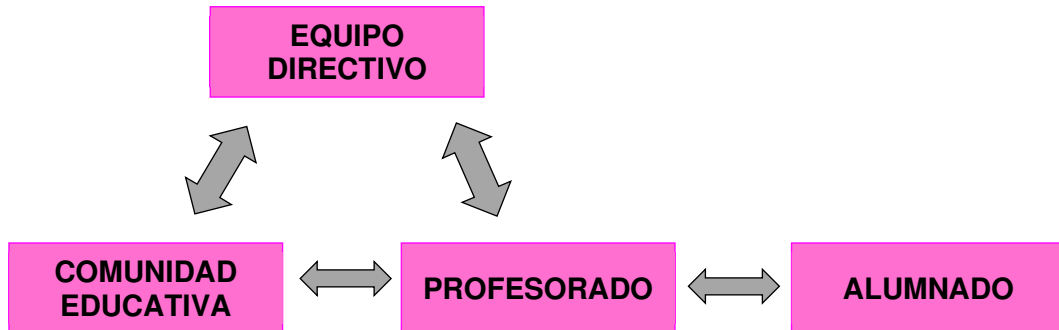 EQUIPO
DIRECTIVO
COMUNIDAD
EDUCATIVA
PROFESORADO
ALUMNADO